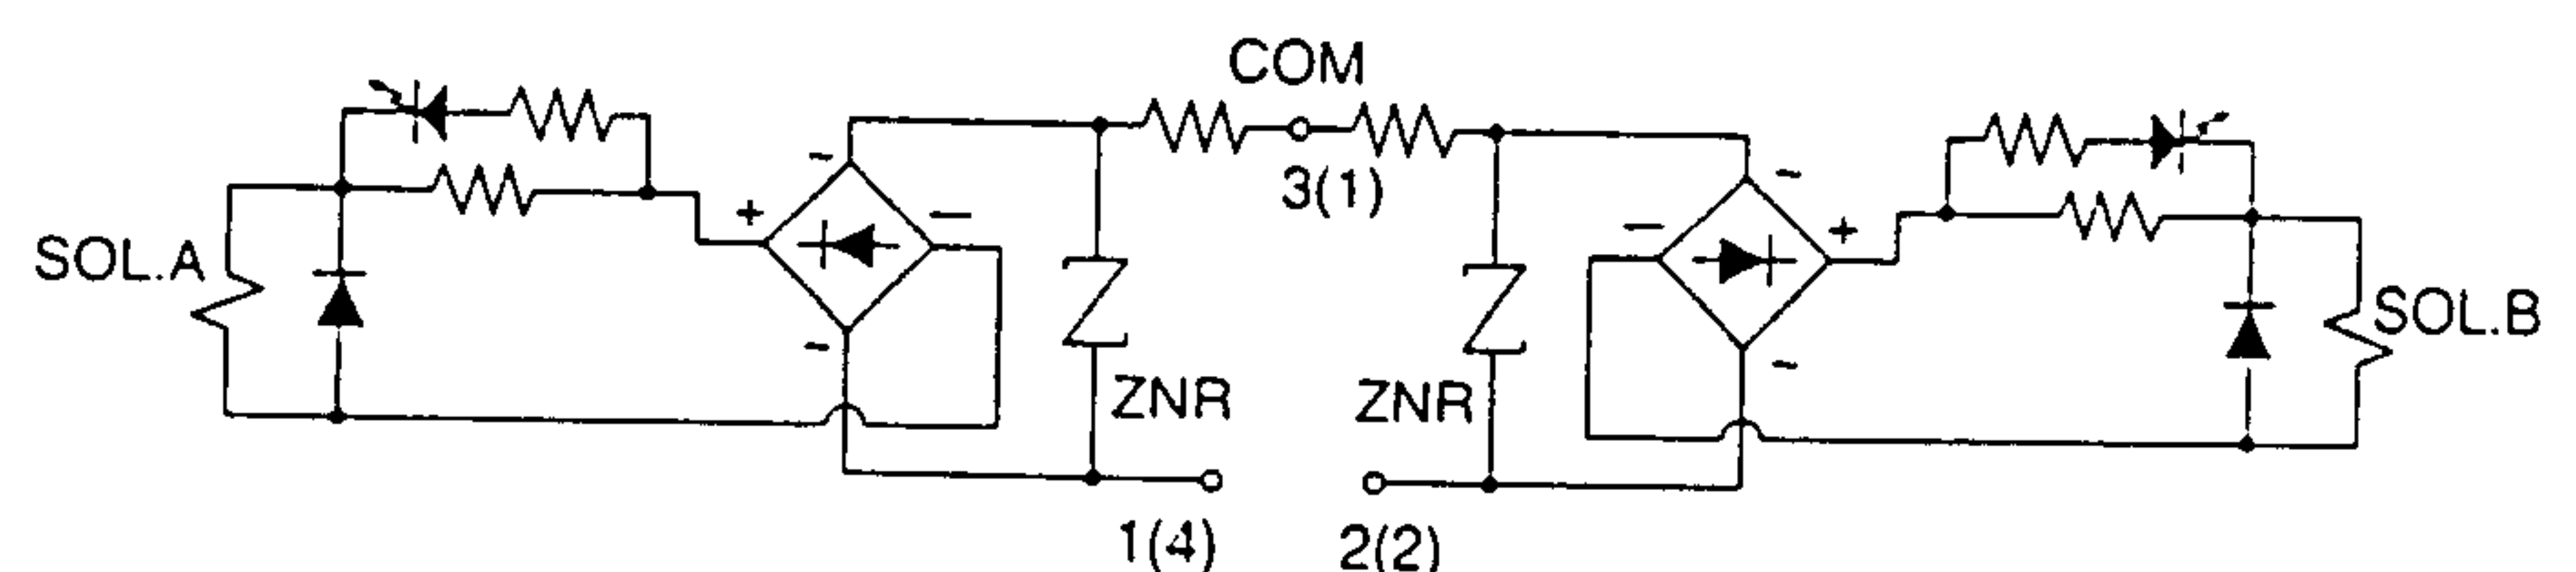 COM
3(1)
SOL.A
+
~
—
~
ZNR
1(4)
—
~
+
~
ZNR
2(2)
SOL.B